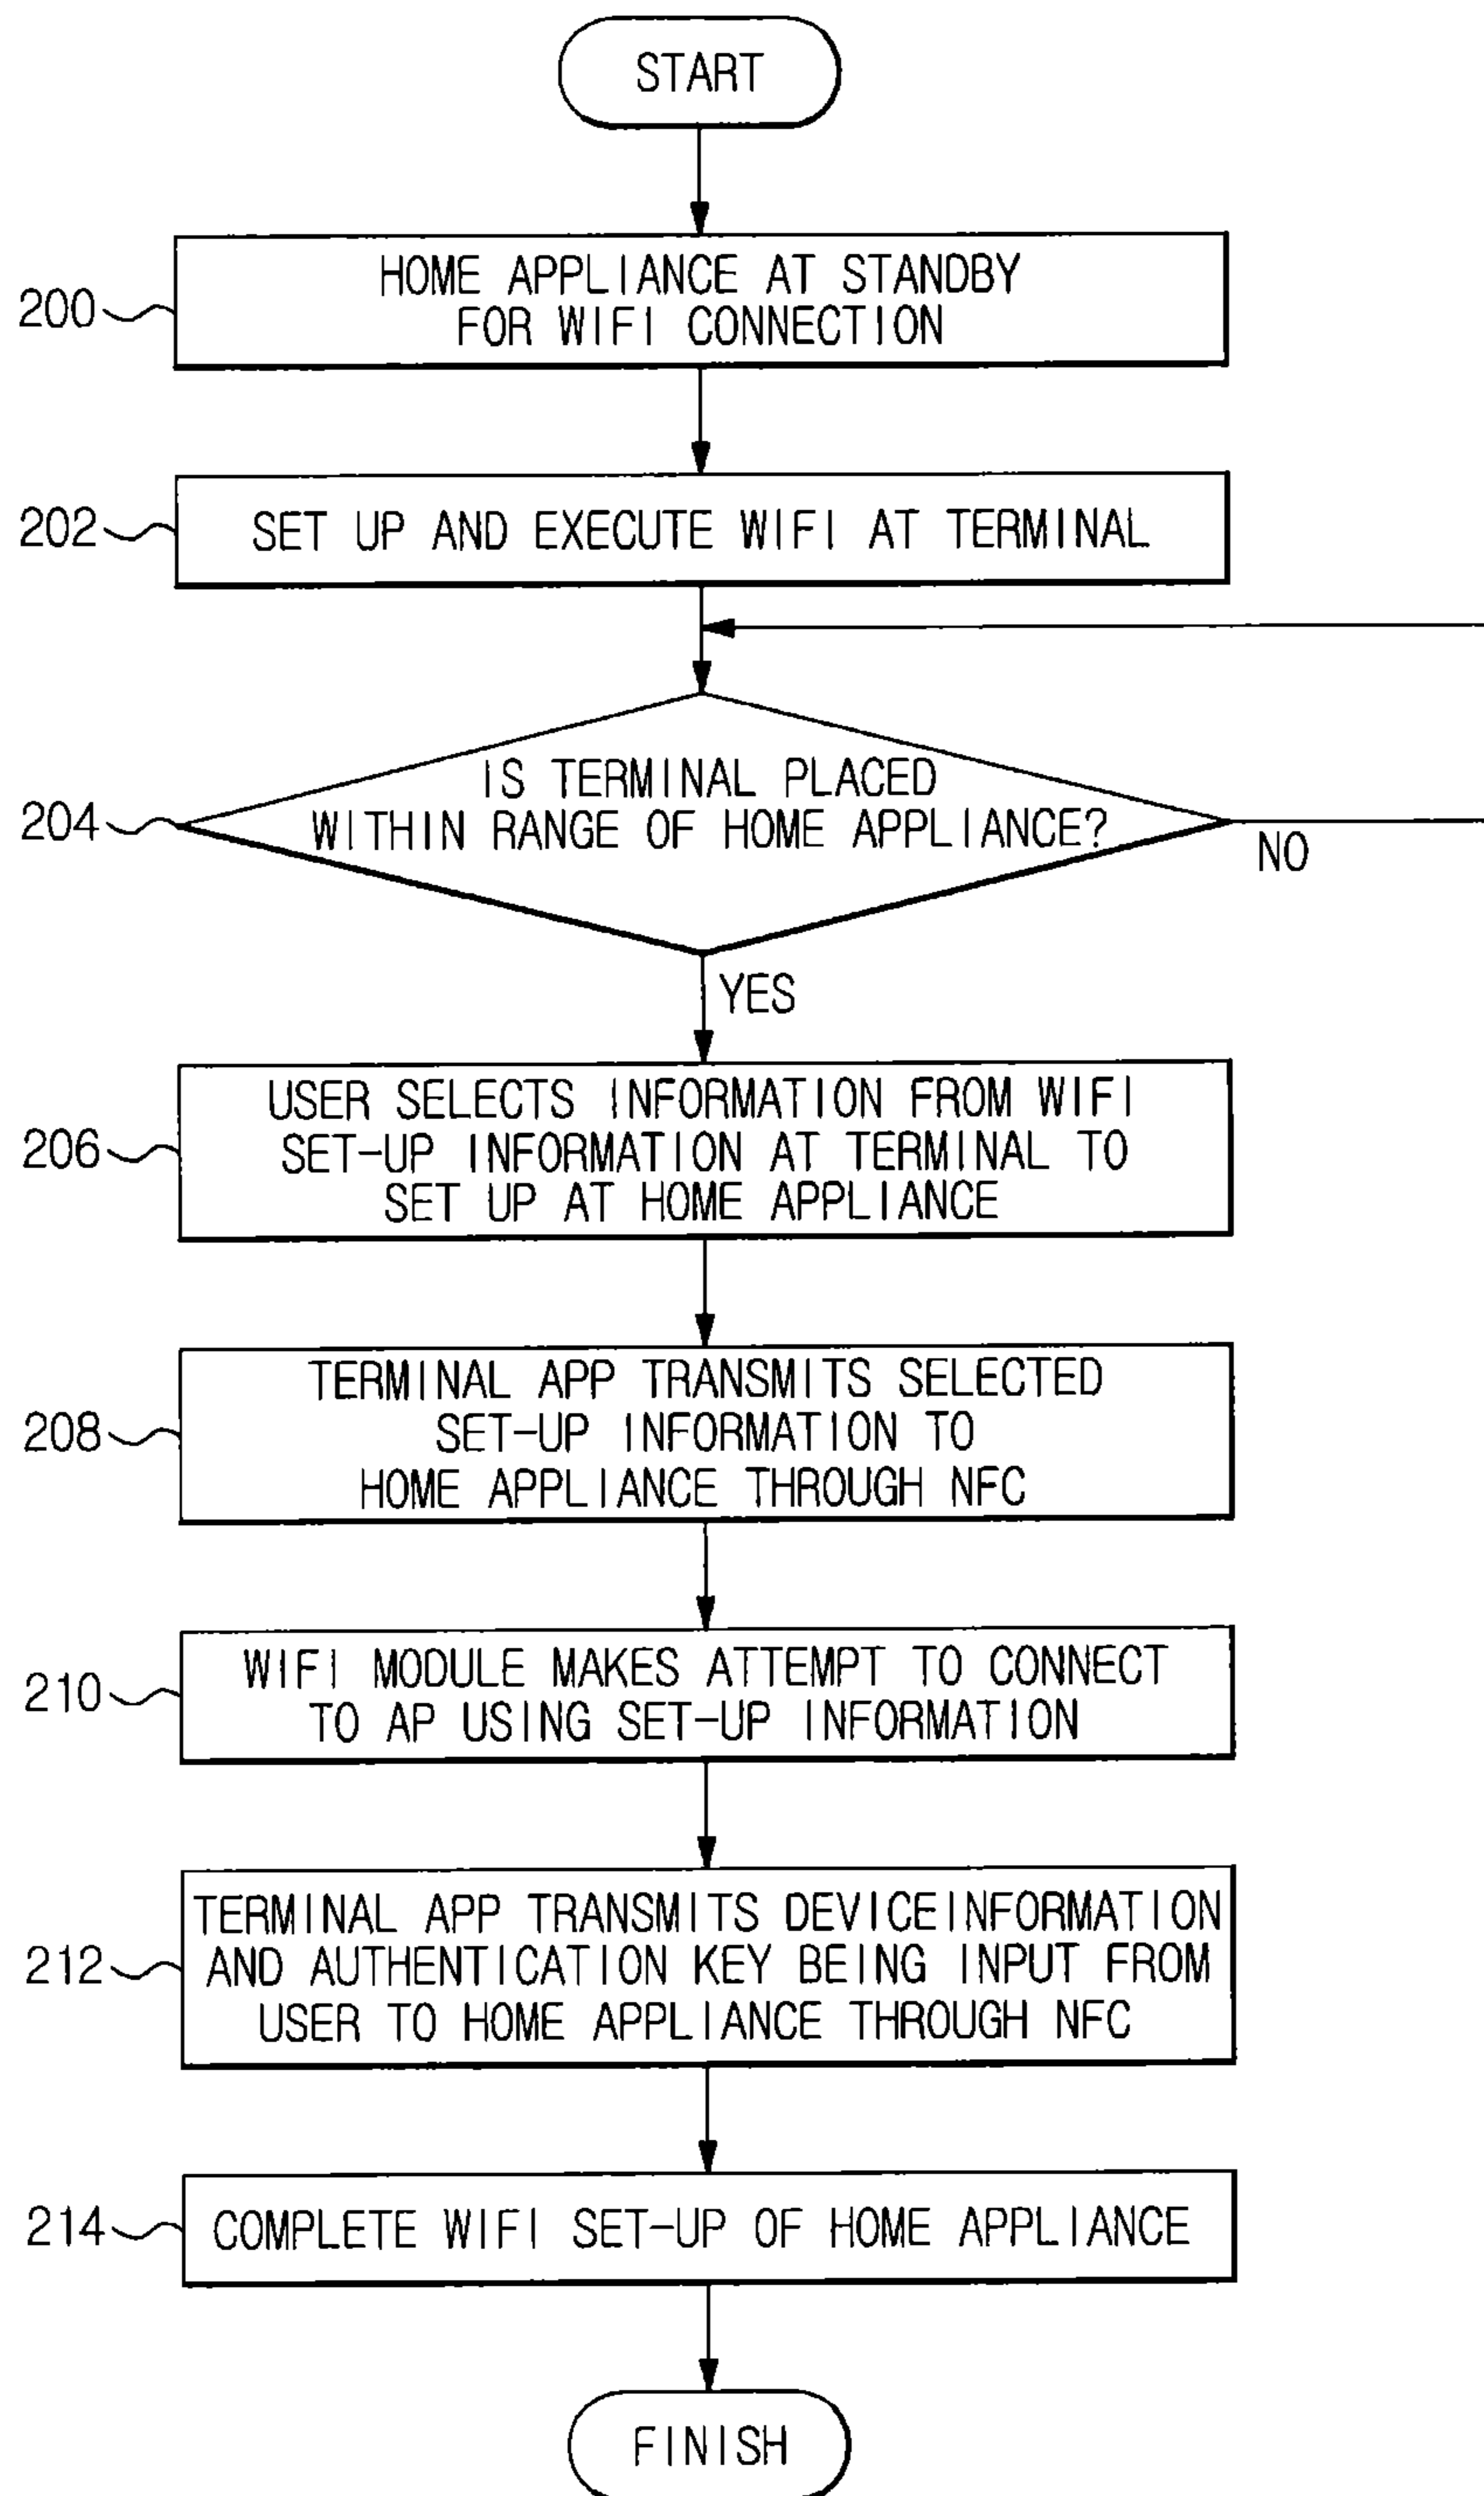 START
HOME APPLIANCE AT STANDBY
FOR WIFI CONNECTION
200
SET UP AND EXECUTE WIFI AT TERMINAL
202
IS TERMINAL PLACED
WITHIN RANGE OF HOME APPLIANCE?
204
NO
YES
USER SELECTS INFORMATION FROM WIFI
SET-UP INFORMATION AT TERMINAL TO
SET UP AT HOME APPLIANCE
206
TERMINAL APP TRANSMITS SELECTED
SET-UP INFORMATION TO
HOME APPLIANCE THROUGH NFC
208
WIFI MODULE MAKES ATTEMPT TO CONNECT
TO AP USING SET-UP INFORMATION
210
TERMINAL APP TRANSMITS DEVICEINFORMATION
AND AUTHENTICATION KEY BEING INPUT FROM
USER TO HOME APPLIANCE THROUGH NFC
212
COMPLETE WIFI SET-UP OF HOME APPLIANCE
214
FINISH